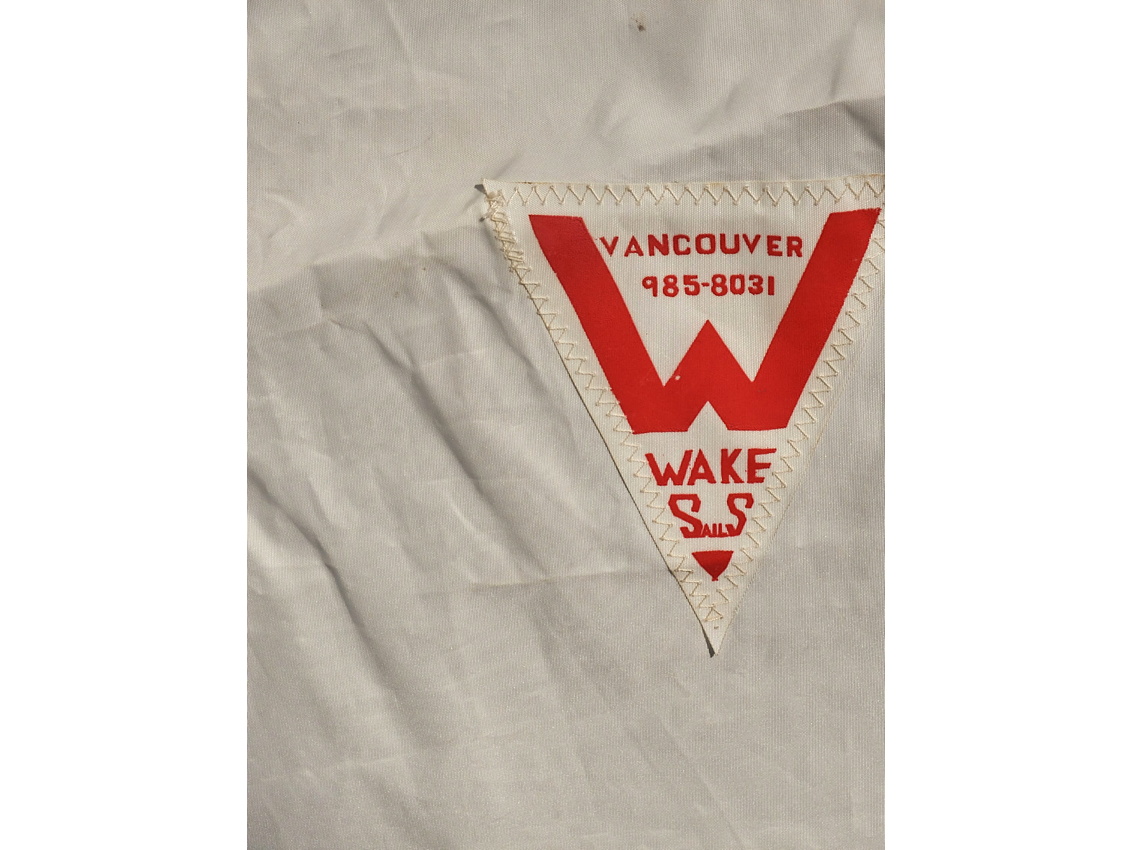 VANCOUVER
985-8031
W
WAKE
SAILS